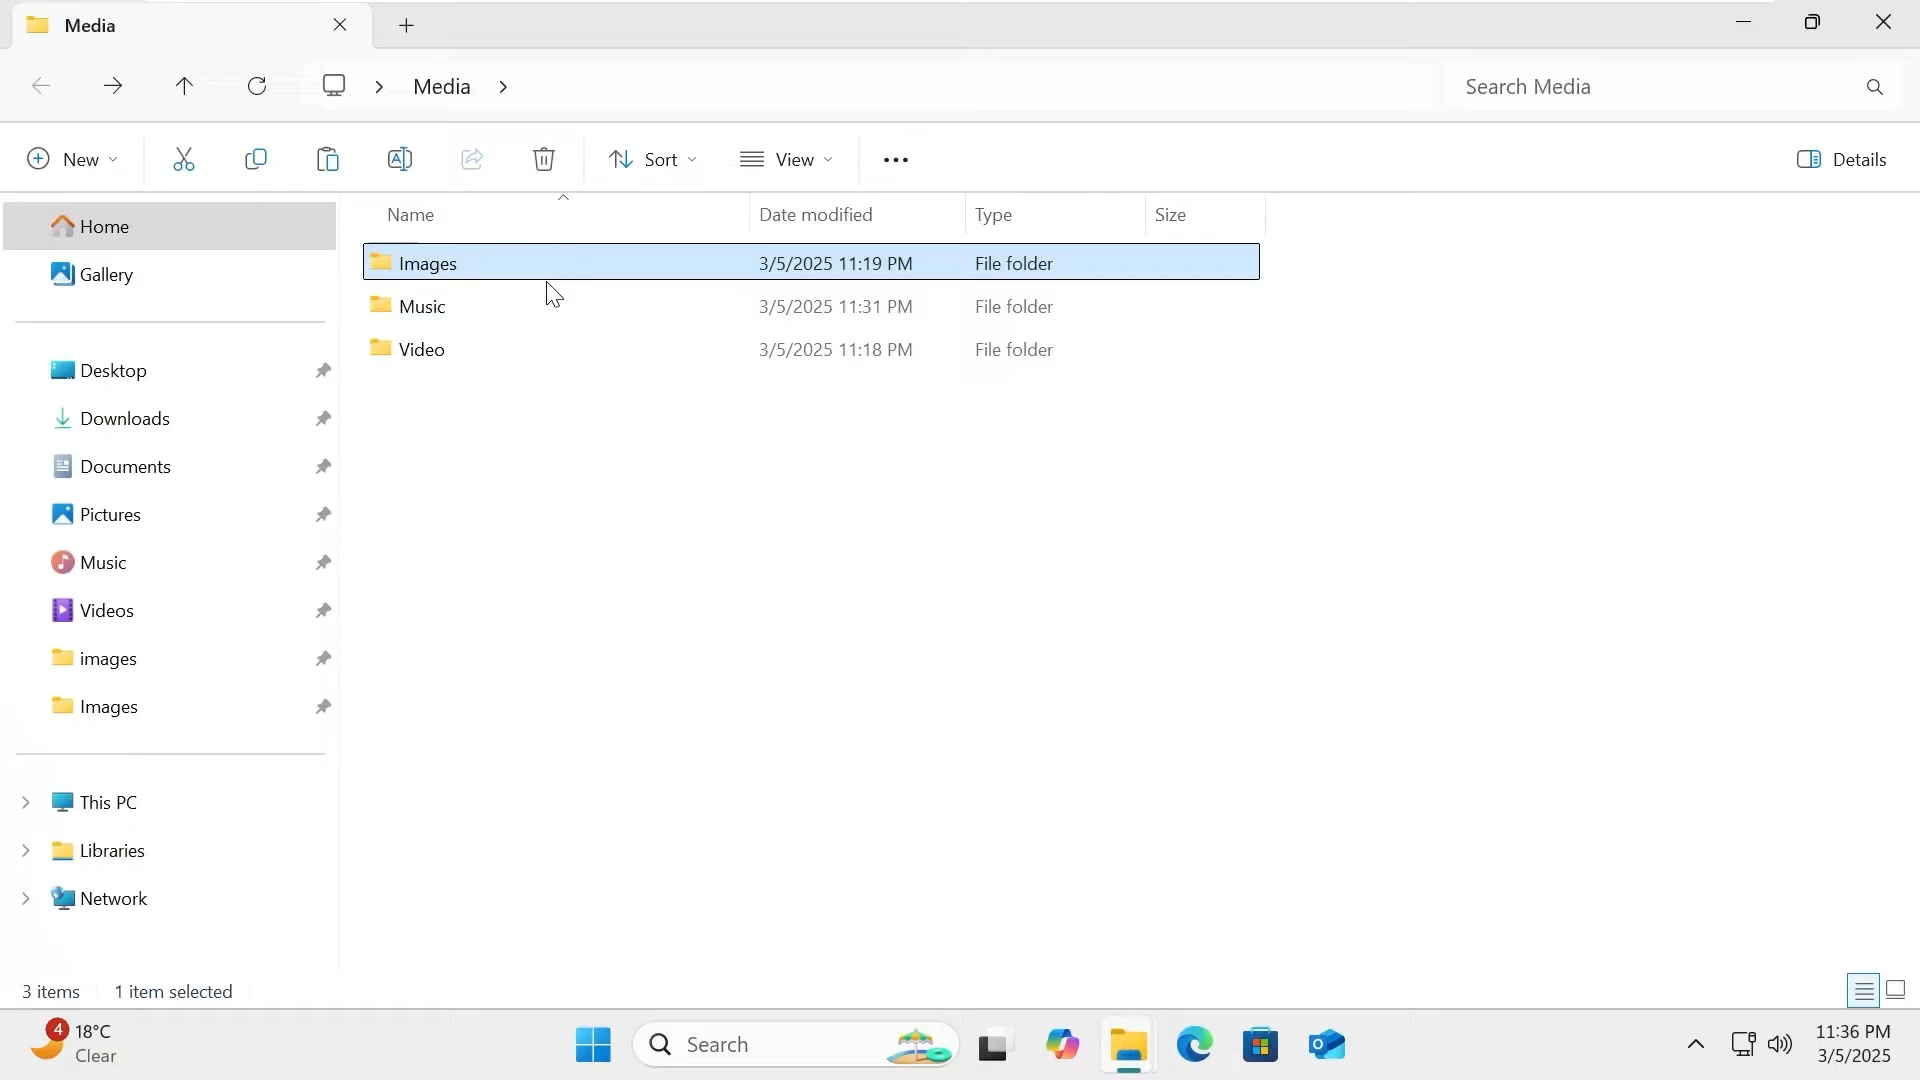 Media
Media
Search Media
New
Sort
View
Details
Name Date modified Type Size
Home
Gallery
Images 3/5/2025 11:19 PM File folder
Music 3/5/2025 11:31 PM File folder
Video 3/5/2025 11:18 PM File folder
Desktop
Downloads
Documents
Pictures
Music
Videos
images
Images
This PC
Libraries
Network
3 items 1 item selected
4
18°C
Clear
Search
11:36 PM
3/5/2025